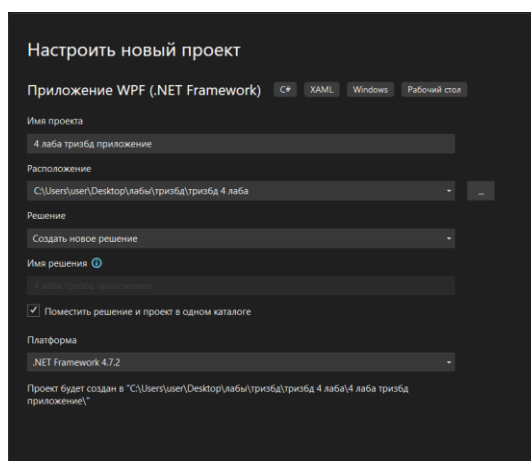 Настроить новый проект
Приложение WPF (.NET Framework) C# XAML Windows Рабочий стол
Имя проекта
4 лаба тризбд приложение
Расположение
C:\Users\user\Desktop\лабы\тризбд\тризбд 4 лаба
...
Решение
Создать новое решение
Имя решения
4 лаба тризбд приложение
Поместить решение и проект в одном каталоге
Платформа
.NET Framework 4.7.2
Проект будет создан в "C:\Users\user\Desktop\лабы\тризбд\тризбд 4 лаба\4 лаба тризбд
приложение\"